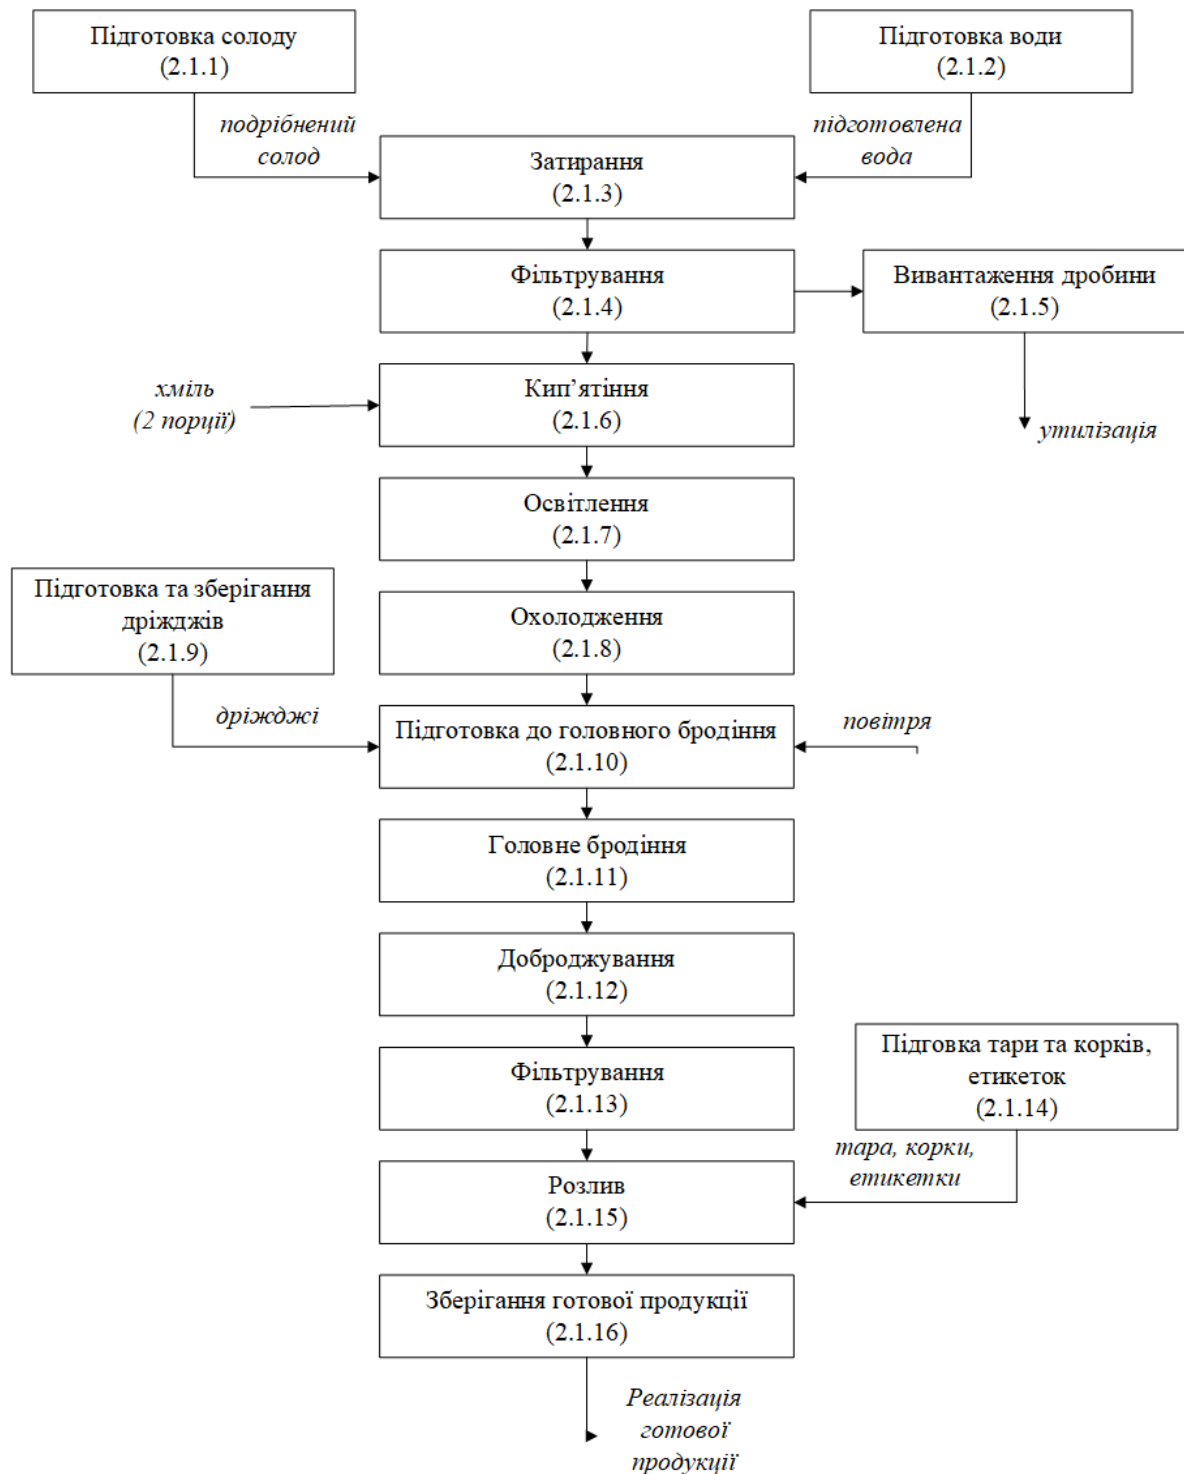 Підготовка солоду
(2.1.1)
Підготовка води
(2.1.2)
подрібнений
солод
підготовлена
вода
Затирання
(2.1.3)
Фільтрування
(2.1.4)
Вивантаження дробини
(2.1.5)
хміль
(2 порції)
Кип’ятіння
(2.1.6)
утилізація
Освітлення
(2.1.7)
Підготовка та зберігання
дріжджів
(2.1.9)
Охолодження
(2.1.8)
дріжджі
Підготовка до головного бродіння
(2.1.10)
повітря
Головне бродіння
(2.1.11)
Доброджування
(2.1.12)
Фільтрування
(2.1.13)
Підговка тари та корків,
етикеток
(2.1.14)
тара, корки,
етикетки
Розлив
(2.1.15)
Зберігання готової продукції
(2.1.16)
Реалізація
готової
продукції